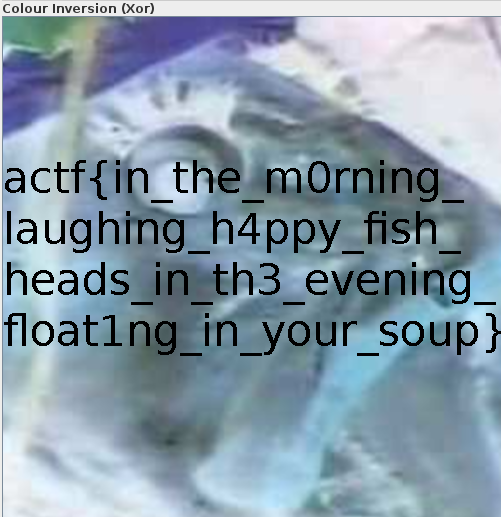 Colour Inversion (Xor)
actf{in_the_m0rning_
laughing_h4ppy_fish_
heads_in_th3_evening_
float1ng_in_your_soup}